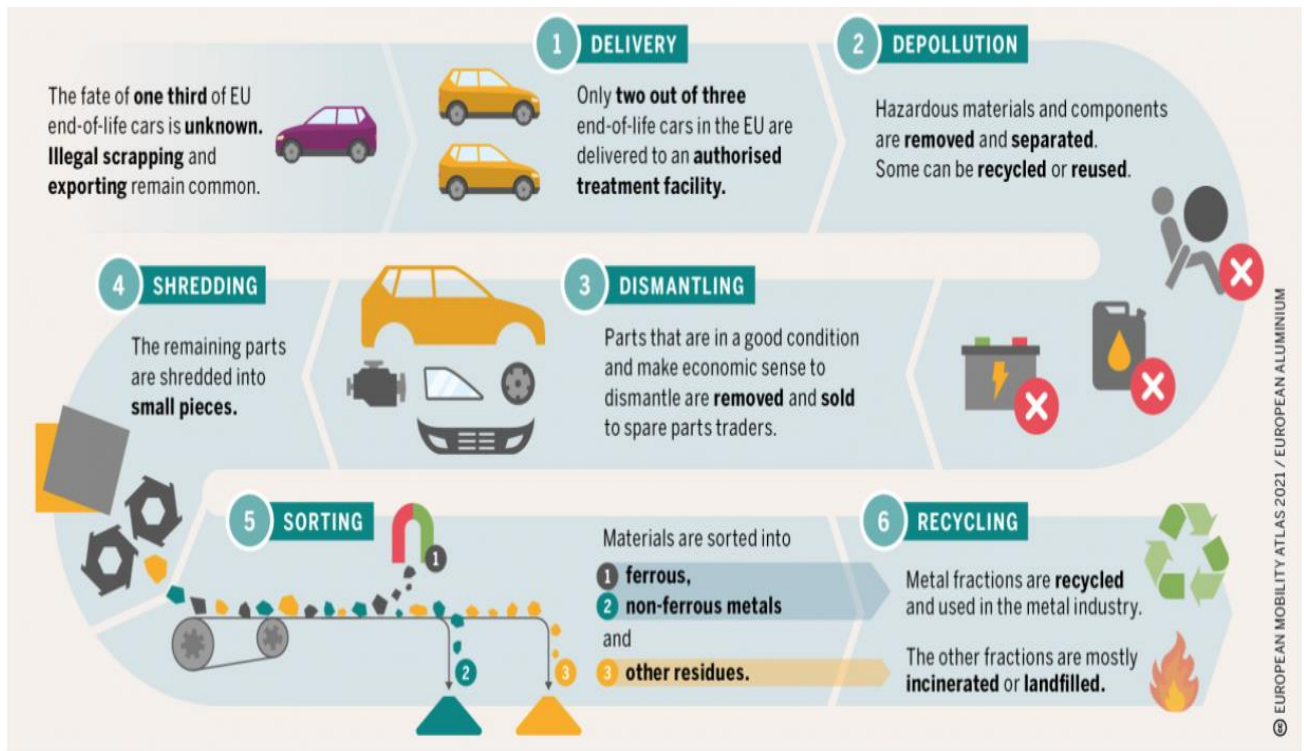 The fate of one third of EU
end-of-life cars is unknown.
Illegal scrapping and
exporting remain common.
1 DELIVERY
Only two out of three
end-of-life cars in the EU are
delivered to an authorised
treatment facility.
2 DEPOLLUTION
Hazardous materials and components
are removed and separated.
Some can be recycled or reused.
3 DISMANTLING
Parts that are in a good condition
and make economic sense to
dismantle are removed and sold
to spare parts traders.
4 SHREDDING
The remaining parts
are shredded into
small pieces.
5 SORTING
1
2
3
Materials are sorted into
1 ferrous,
2 non-ferrous metals
and
3 other residues.
6 RECYCLING
Metal fractions are recycled
and used in the metal industry.
The other fractions are mostly
incinerated or landfilled.
cc EUROPEAN MOBILITY ATLAS 2021 / EUROPEAN ALUMINIUM